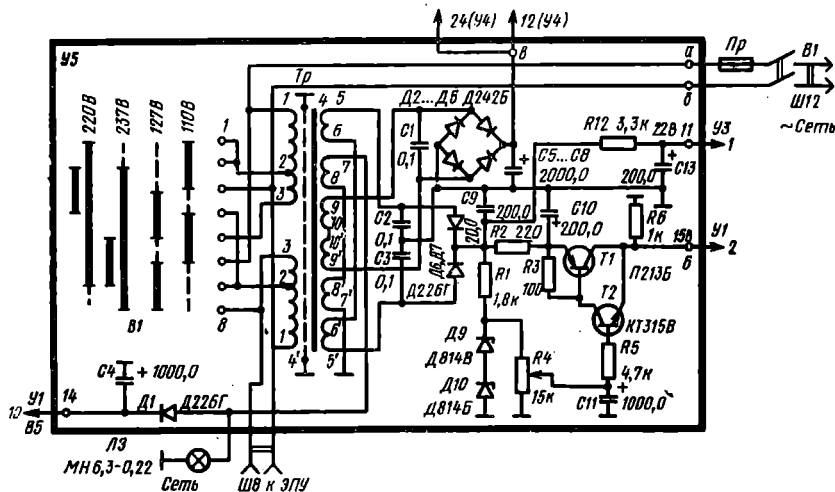 24(У4) 12(У4)
У5
в
а
Пр
В1
б
Ш12
~Сеть
220В
237В
127В
110В
1
8
В1
Тр
1
2
3
3
2
1
4
5
6
7
8
9
10
10'
9'
8'
7'
6'
5'
4'
Д2...Д5 Д242Б
С1
0,1
С2
0,1
С3
0,1
С5...С8
2000,0
С9
200,0
20,0
Д6,Д7
Д226Г
R12 3,3к
22В
11
У3
1
С13
200,0
С10
200,0
R2 220
R1
1,8к
R3
100
Т1
R6
1к
15В
6
У1
2
П213Б
Т2
КТ315В
R5
4,7к
С11
1000,0
Д9
Д814В
Д10
Д814Б
R4
15к
С4
+ 1000,0
У1
10
В5
14
Д1
Д226Г
Л3
МН6,3-0,22
Сеть
Ш8 к ЭПУ